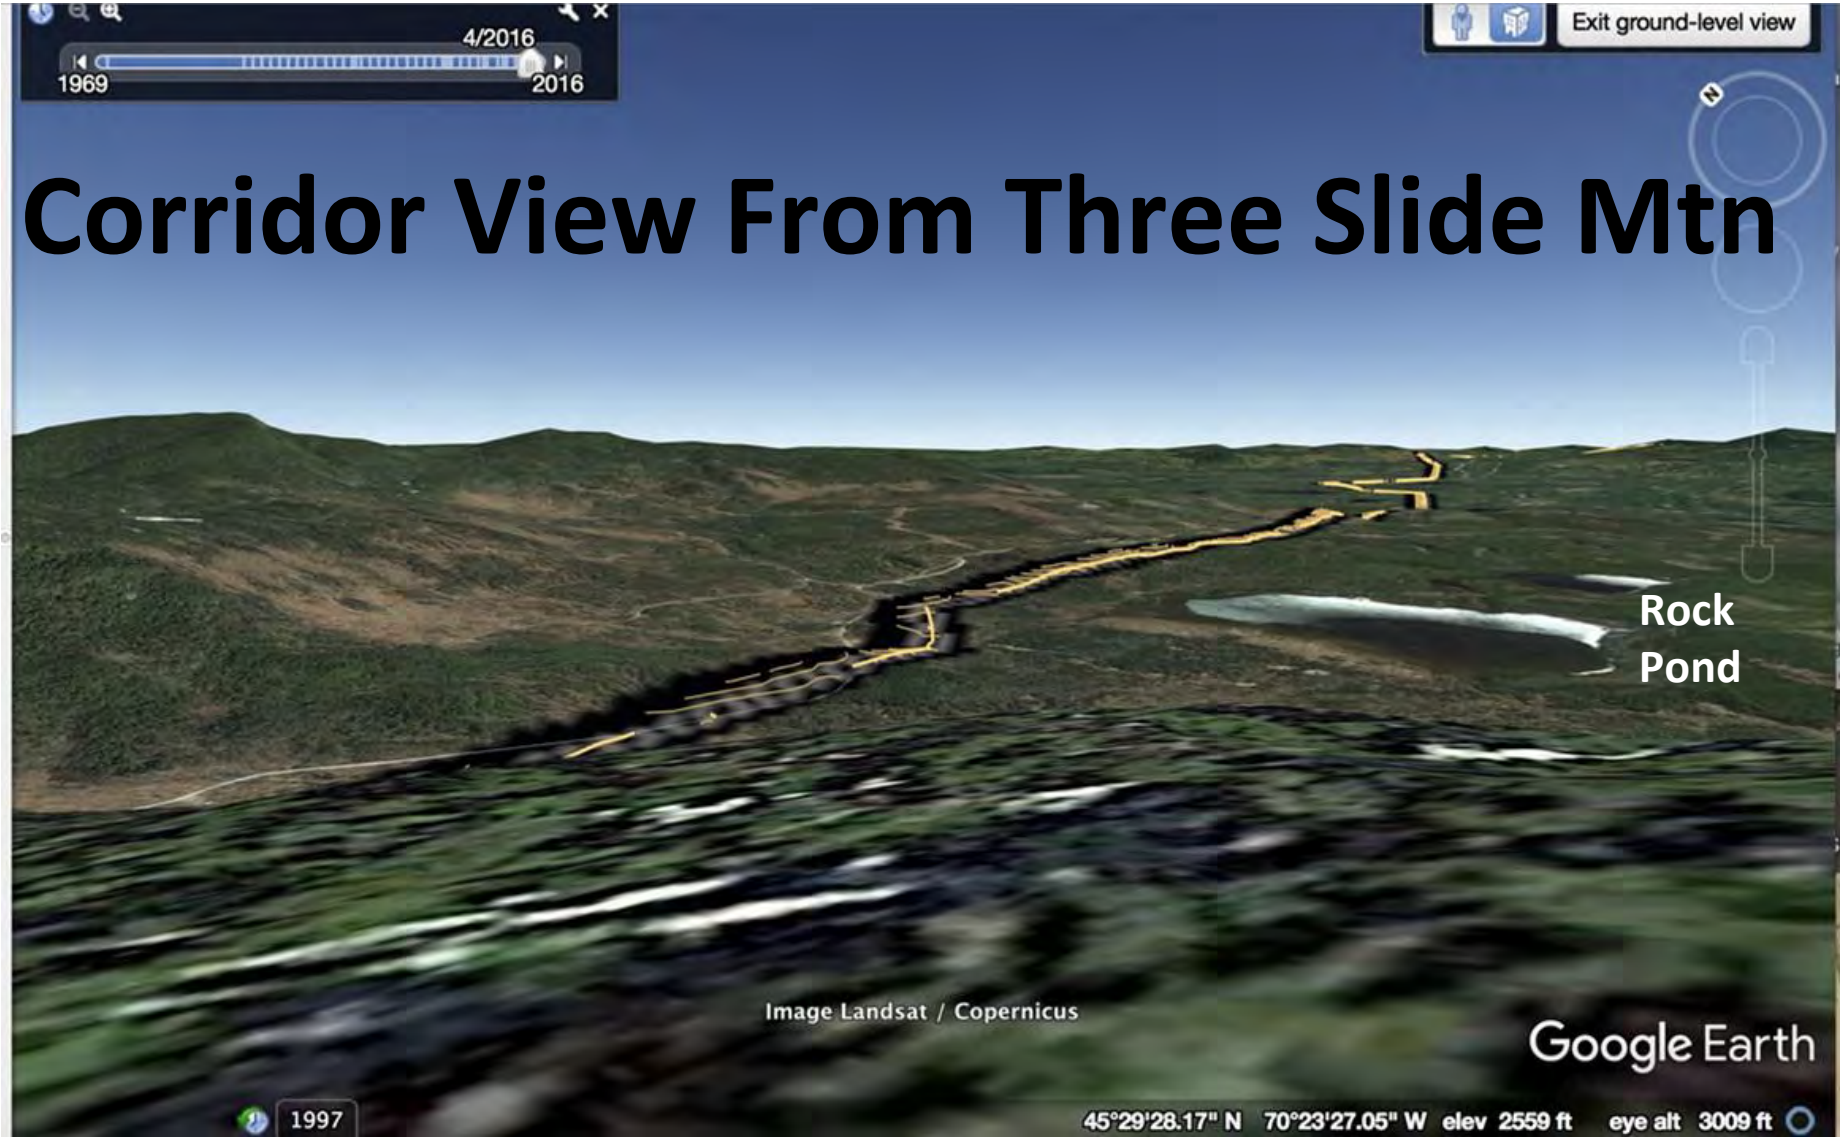 4/2016
1969
2016
Exit ground-level view
N
Corridor View From Three Slide Mtn
Rock
Pond
Image Landsat / Copernicus
Google Earth
1997
45°29'28.17" N 70°23'27.05" W elev 2559 ft eye alt 3009 ft